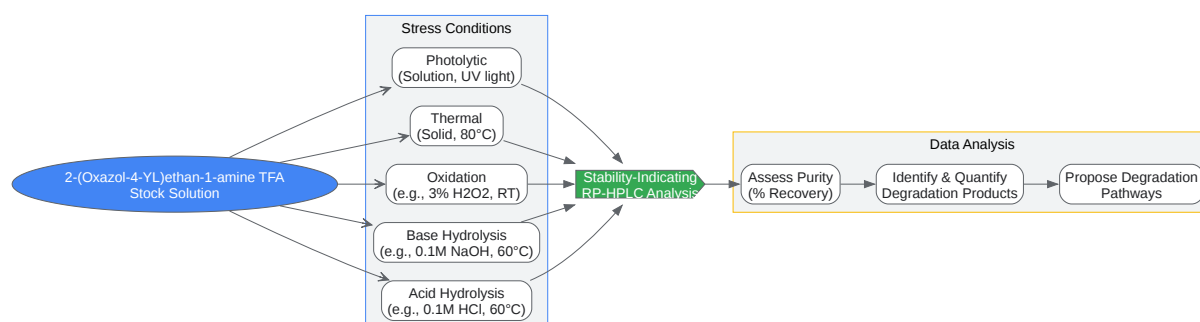 Stress Conditions
Photolytic
(Solution, UV light)
Thermal
(Solid, 80°C)
Oxidation
(e.g., 3% H2O2, RT)
Base Hydrolysis
(e.g., 0.1M NaOH, 60°C)
Acid Hydrolysis
(e.g., 0.1M HCl, 60°C)
2-(Oxazol-4-YL)ethan-1-amine TFA
Stock Solution
Stability-Indicating
RP-HPLC Analysis
Data Analysis
Assess Purity
(% Recovery)
Identify & Quantify
Degradation Products
Propose Degradation
Pathways